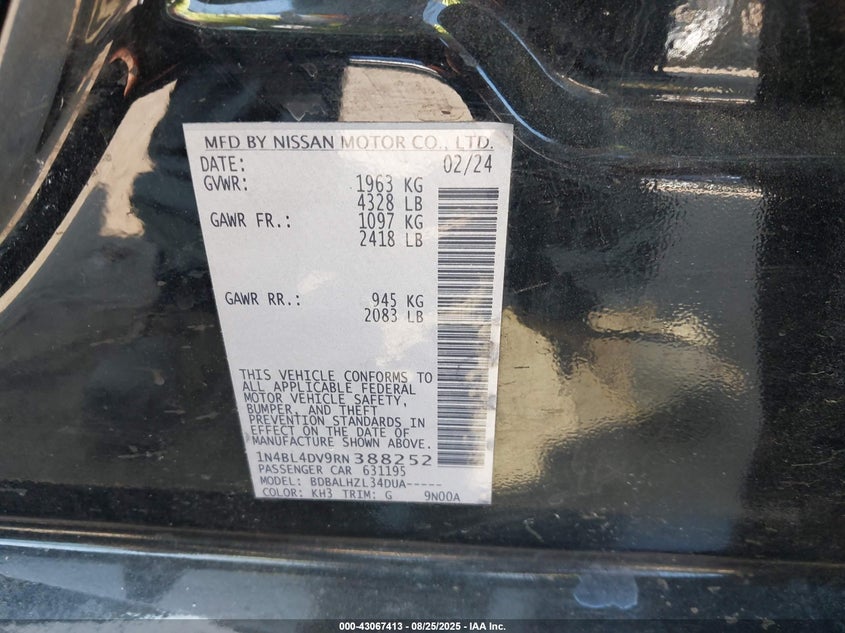 MFD BY NISSAN MOTOR CO., LTD.
DATE: 02/24
GVWR: 1963 KG
4328 LB
GAWR FR.: 1097 KG
2418 LB
GAWR RR.: 945 KG
2083 LB
THIS VEHICLE CONFORMS TO
ALL APPLICABLE FEDERAL
MOTOR VEHICLE SAFETY,
BUMPER, AND THEFT
PREVENTION STANDARDS IN
EFFECT ON THE DATE OF
MANUFACTURE SHOWN ABOVE.
1N4BL4DV9RN388252
PASSENGER CAR 631195
MODEL: BDBALHZL34DUA-----
COLOR: KH3 TRIM: G 9N00A
000-43067413 - 08/25/2025 - IAA Inc.